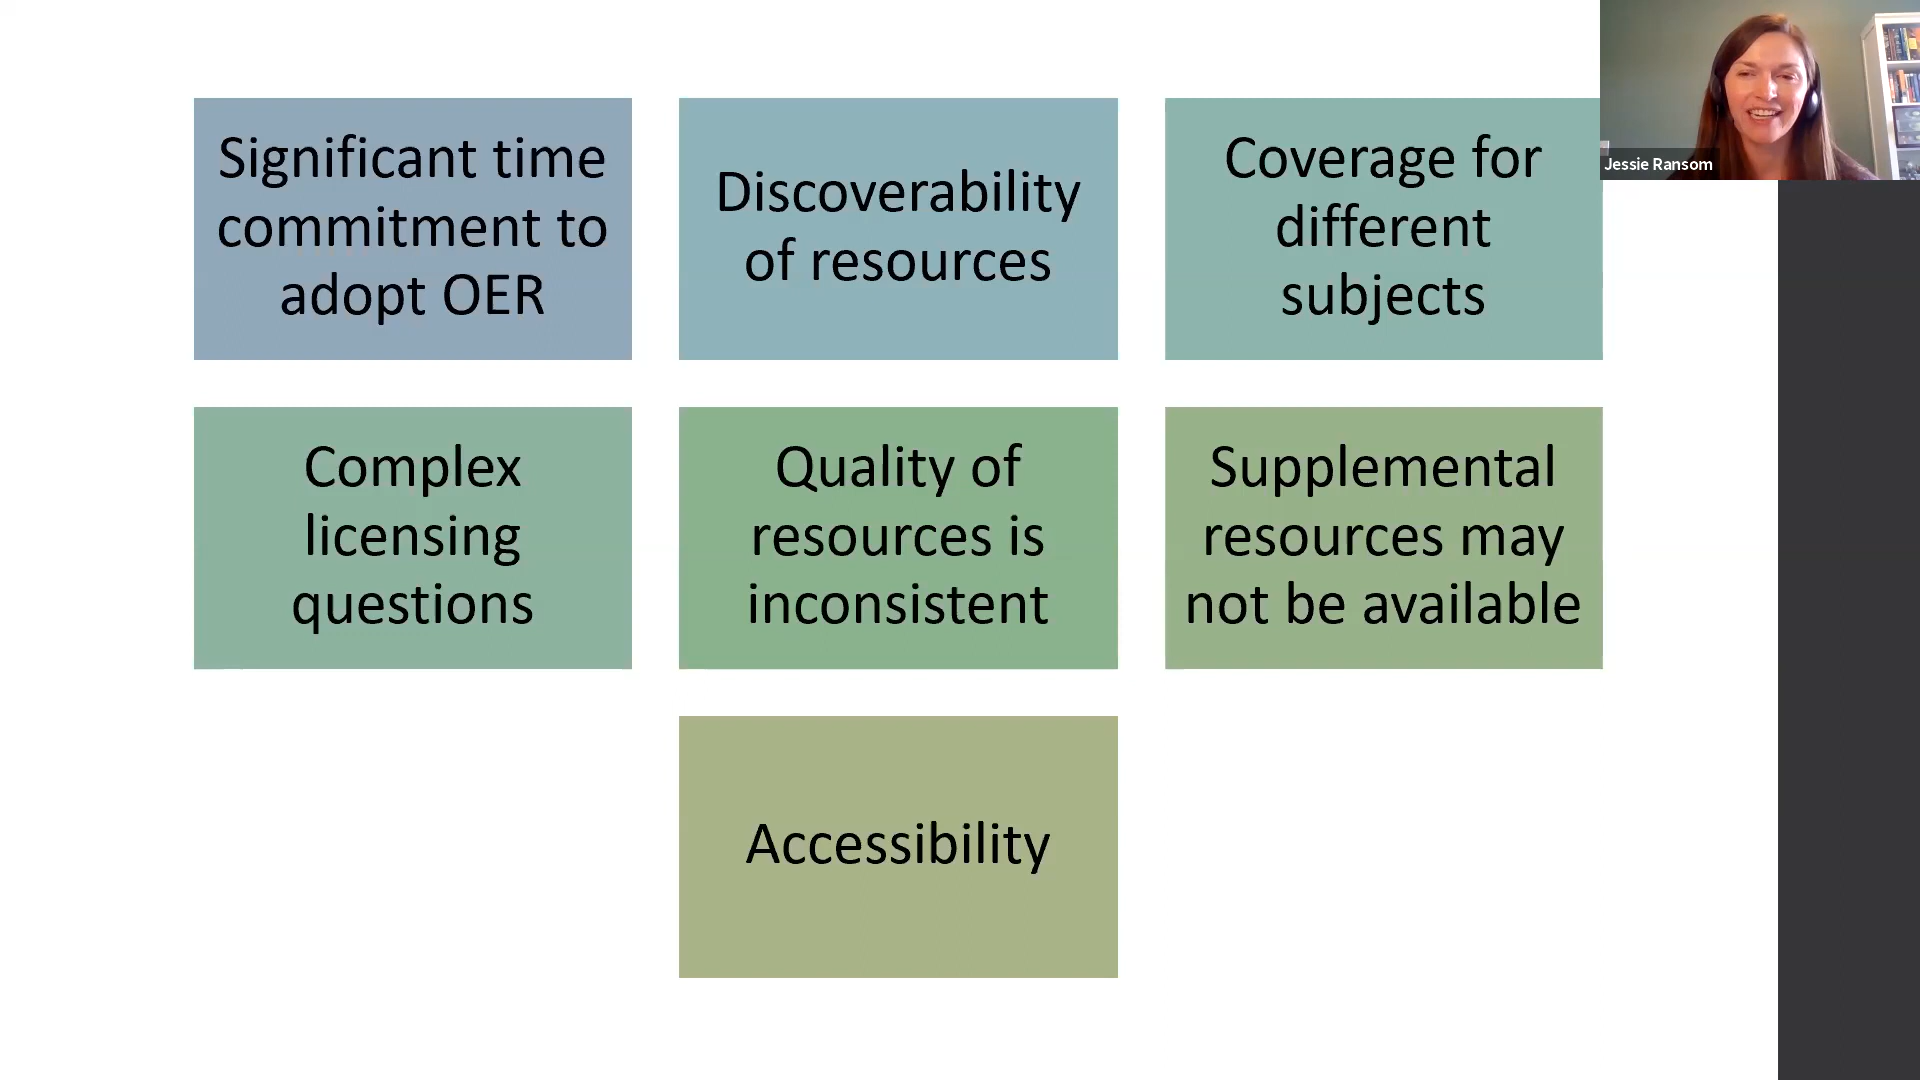 Significant time
commitment to
adopt OER
Discoverability
of resources
Coverage for
different
subjects
Jessie Ransom
Complex
licensing
questions
Quality of
resources is
inconsistent
Supplemental
resources may
not be available
Accessibility